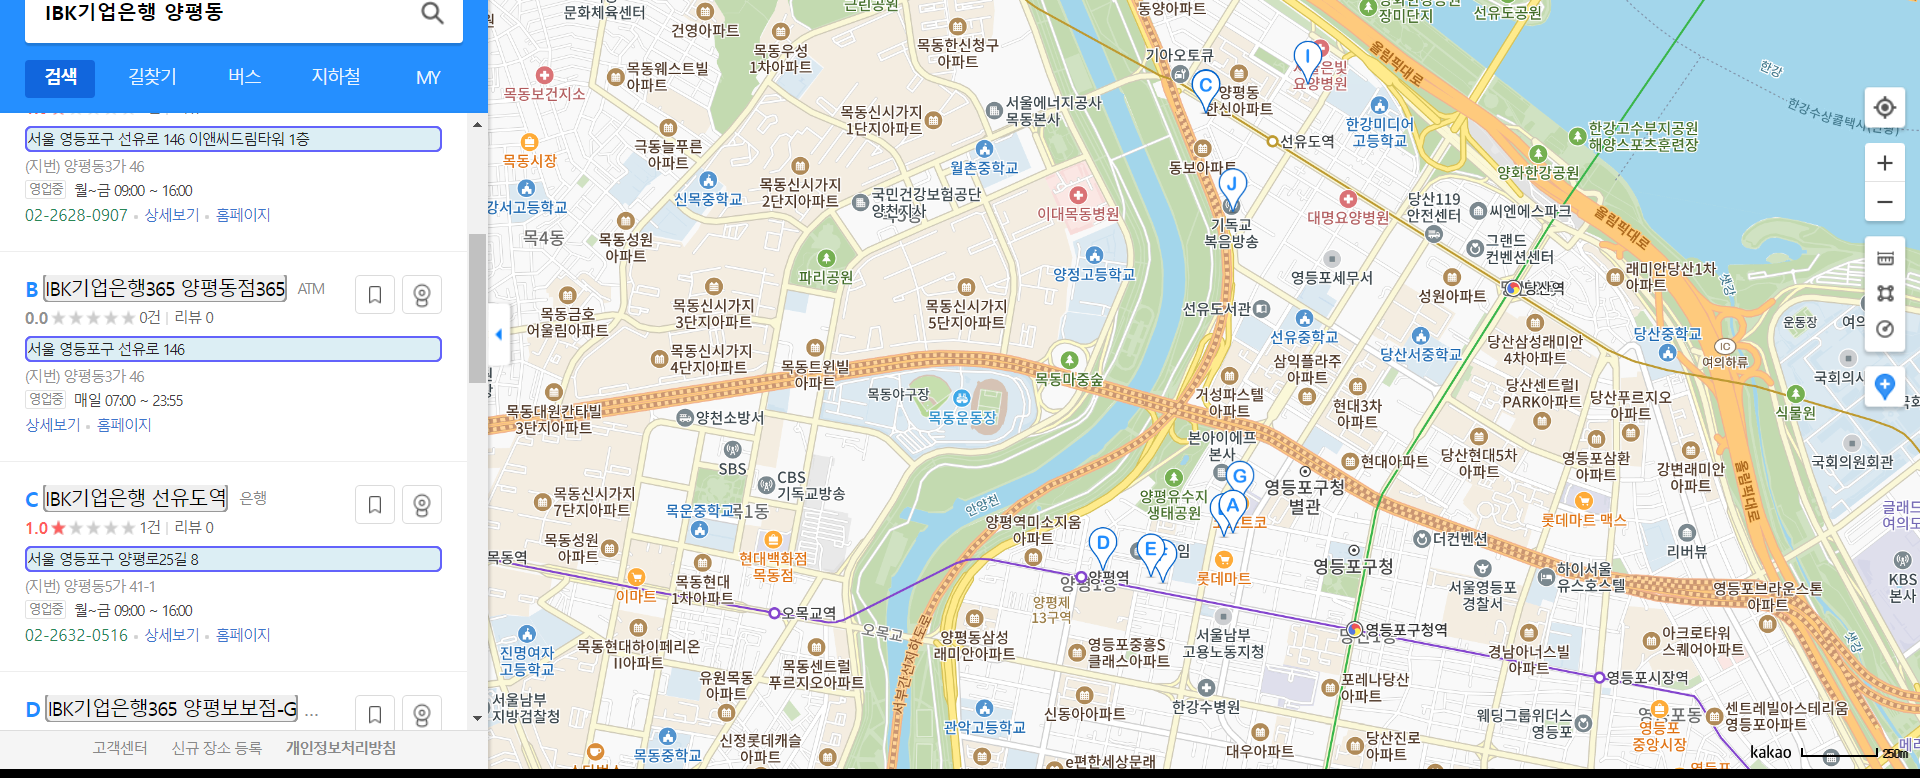 IBK기업은행 양평동
검색
길찾기
버스
지하철
MY
서울 영등포구 선유로 146 이앤씨드림타워 1층
(지번) 양평동3가 46
영업중 월~금 09:00 ~ 16:00
02-2628-0907 • 상세보기 • 홈페이지
B IBK기업은행365 양평동점365 ATM
0.0 ★★★★★ 0건 | 리뷰 0
서울 영등포구 선유로 146
(지번) 양평동3가 46
영업중 매일 07:00 ~ 23:55
상세보기 • 홈페이지
C IBK기업은행 선유도역 은행
1.0 ★★★★★ 1건 | 리뷰 0
서울 영등포구 양평로25길 8
(지번) 양평동5가 41-1
영업중 월~금 09:00 ~ 16:00
02-2632-0516 • 상세보기 • 홈페이지
D IBK기업은행365 양평보보점-G ...
고객센터 신규 장소 등록 개인정보처리방침
문화체육센터
건영아파트
근린공원
목동우성
1차아파트
목동한신청구
아파트
동양아파트
기아오토큐
장미단지
선유도공원
올림픽대로
한강
한강수상콜택시(한강)
목동보건지소
목동웨스트빌
아파트
목동신시가지
1단지아파트
서울에너지공사
목동본사
C
양평동
한신아파트
I
요양병원
한강미디어
고등학교
한강고수부지공원
해양스포츠훈련장
목동시장
극동늘푸른
아파트
월촌중학교
동보아파트
선유도역
양화한강공원
강서고등학교
신목중학교
목동신시가지
2단지아파트
국민건강보험공단
양천지사
이대목동병원
J
기독교
복음방송
대명요양병원
당산119
안전센터
씨엔에스파크
그랜드
컨벤션센터
올림픽대로
목4동
목동성원
아파트
파리공원
양정고등학교
영등포세무서
성원아파트
당산역
래미안당산1차
아파트
샛강
목동금호
어울림아파트
목동신시가지
3단지아파트
목동신시가지
5단지아파트
선유도서관
선유중학교
당산서중학교
당산삼성래미안
4차아파트
당산중학교
운동장
IC
여의하류
목동신시가지
4단지아파트
목동트윈빌
아파트
목동마중숲
삼익플라주
아파트
목동대원칸타빌
3단지아파트
목동야구장
목동운동장
양천소방서
거성파스텔
아파트
현대3차
아파트
당산센트럴I
PARK아파트
당산푸르지오
아파트
식물원
SBS
CBS
기독교방송
본아이에프
본사
현대아파트
당산현대5차
아파트
영등포삼환
아파트
강변래미안
아파트
국회의원회관
올림픽대로
목동신시가지
7단지아파트
목운중학교
목1동
안양천
양평유수지
생태공원
G
A
영등포구청
별관
롯데마트 맥스
목동역
목동성원
아파트
현대백화점
목동점
양평역미소지움
아파트
D
E
양평역
롯데마트
영등포구청
더컨벤션
리버뷰
KBS
본사
이마트
목동현대
1차아파트
오목교역
양평제
13구역
서울영등포
경찰서
하이서울
유스호스텔
영등포브라운스톤
아파트
진명여자
고등학교
목동현대하이페리온
II아파트
오목교
서부간선지하도로
양평동삼성
래미안아파트
영등포중흥S
클래스아파트
서울남부
고용노동지청
영등포구청역
경남아너스빌
아파트
아크로타워
스퀘어아파트
샛강
서울남부
지방검찰청
유원목동
아파트
목동센트럴
푸르지오아파트
관악고등학교
신동아아파트
한강수병원
포레나당산
아파트
영등포시장역
웨딩그룹위더스
영등포
영등포
중앙시장
센트레빌아스테리움
영등포아파트
목동중학교
신정롯데캐슬
아파트
e편한세상문래
대우아파트
당산진로
아파트
kakao
250m